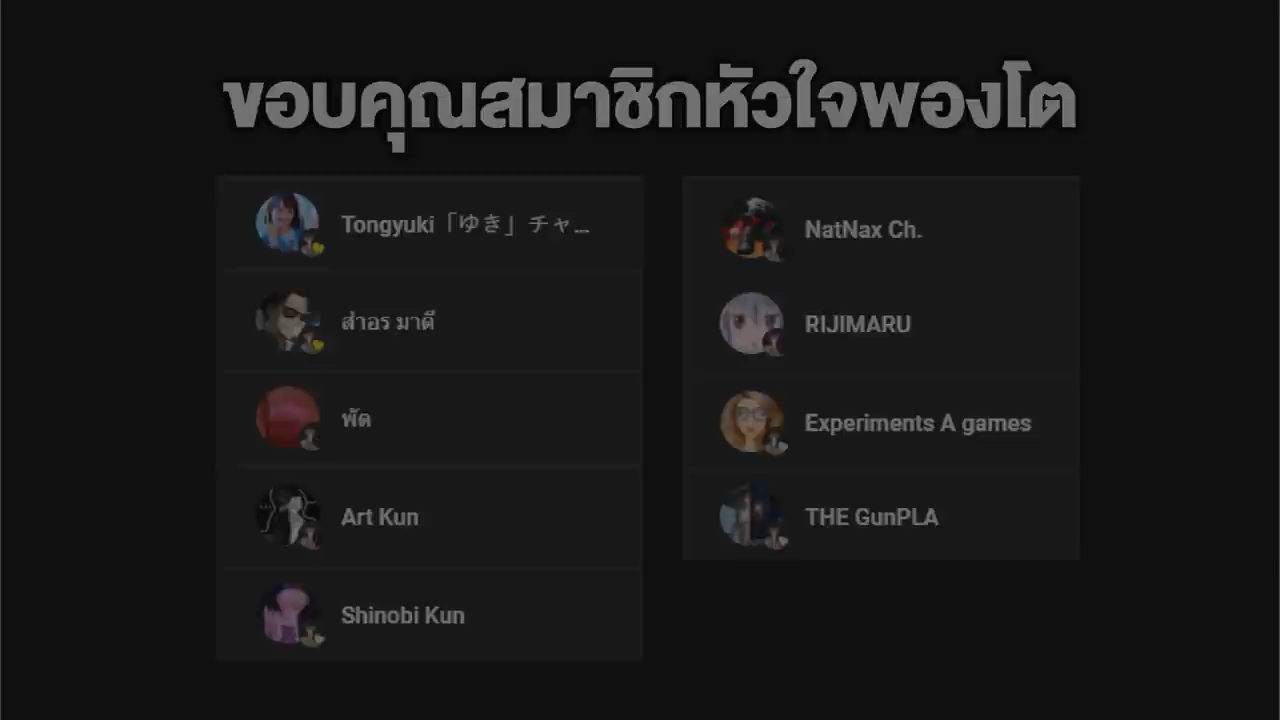 ขอบคุณสมาชิกหัวใจพองโต
Tongyuki「ゆき」チャ...
สำอร มาดี
พัด
Art Kun
Shinobi Kun
NatNax Ch.
RIJIMARU
Experiments A games
THE GunPLA